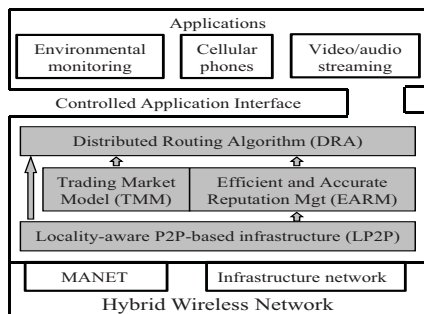 Applications
Environmental monitoring
Cellular phones
Video/audio streaming
Controlled Application Interface
Distributed Routing Algorithm (DRA)
Trading Market Model (TMM)
Efficient and Accurate Reputation Mgt (EARM)
Locality-aware P2P-based infrastructure (LP2P)
MANET
Infrastructure network
Hybrid Wireless Network